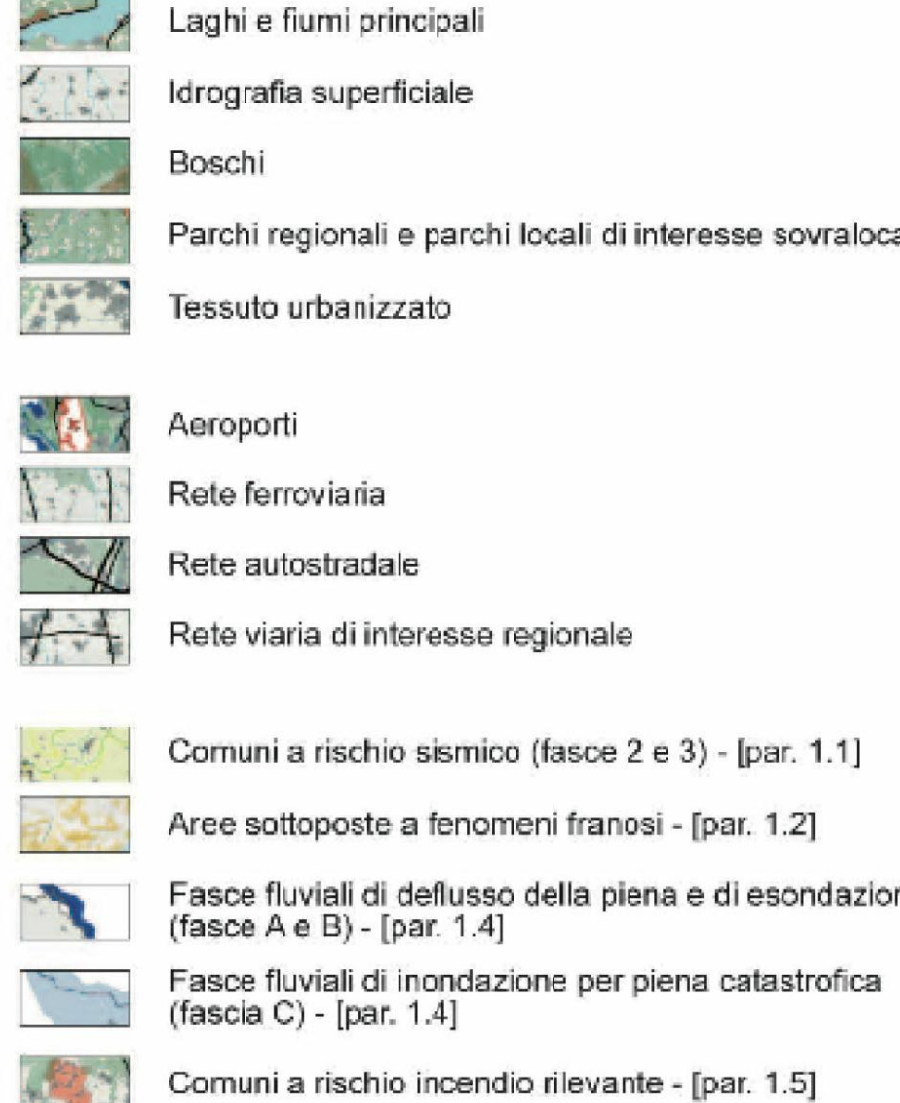 Laghi e fiumi principali
Idrografia superficiale
Boschi
Parchi regionali e parchi locali di interesse sovraloca
Tessuto urbanizzato
Aeroporti
Rete ferroviaria
Rete autostradale
Rete viaria di interesse regionale
Comuni a rischio sismico (fasce 2 e 3) - [par. 1.1]
Aree sottoposte a fenomeni franosi - [par. 1.2]
Fasce fluviali di deflusso della piena e di esondazion
(fasce A e B) - [par. 1.4]
Fasce fluviali di inondazione per piena catastrofica
(fascia C) - [par. 1.4]
Comuni a rischio incendio rilevante - [par. 1.5]